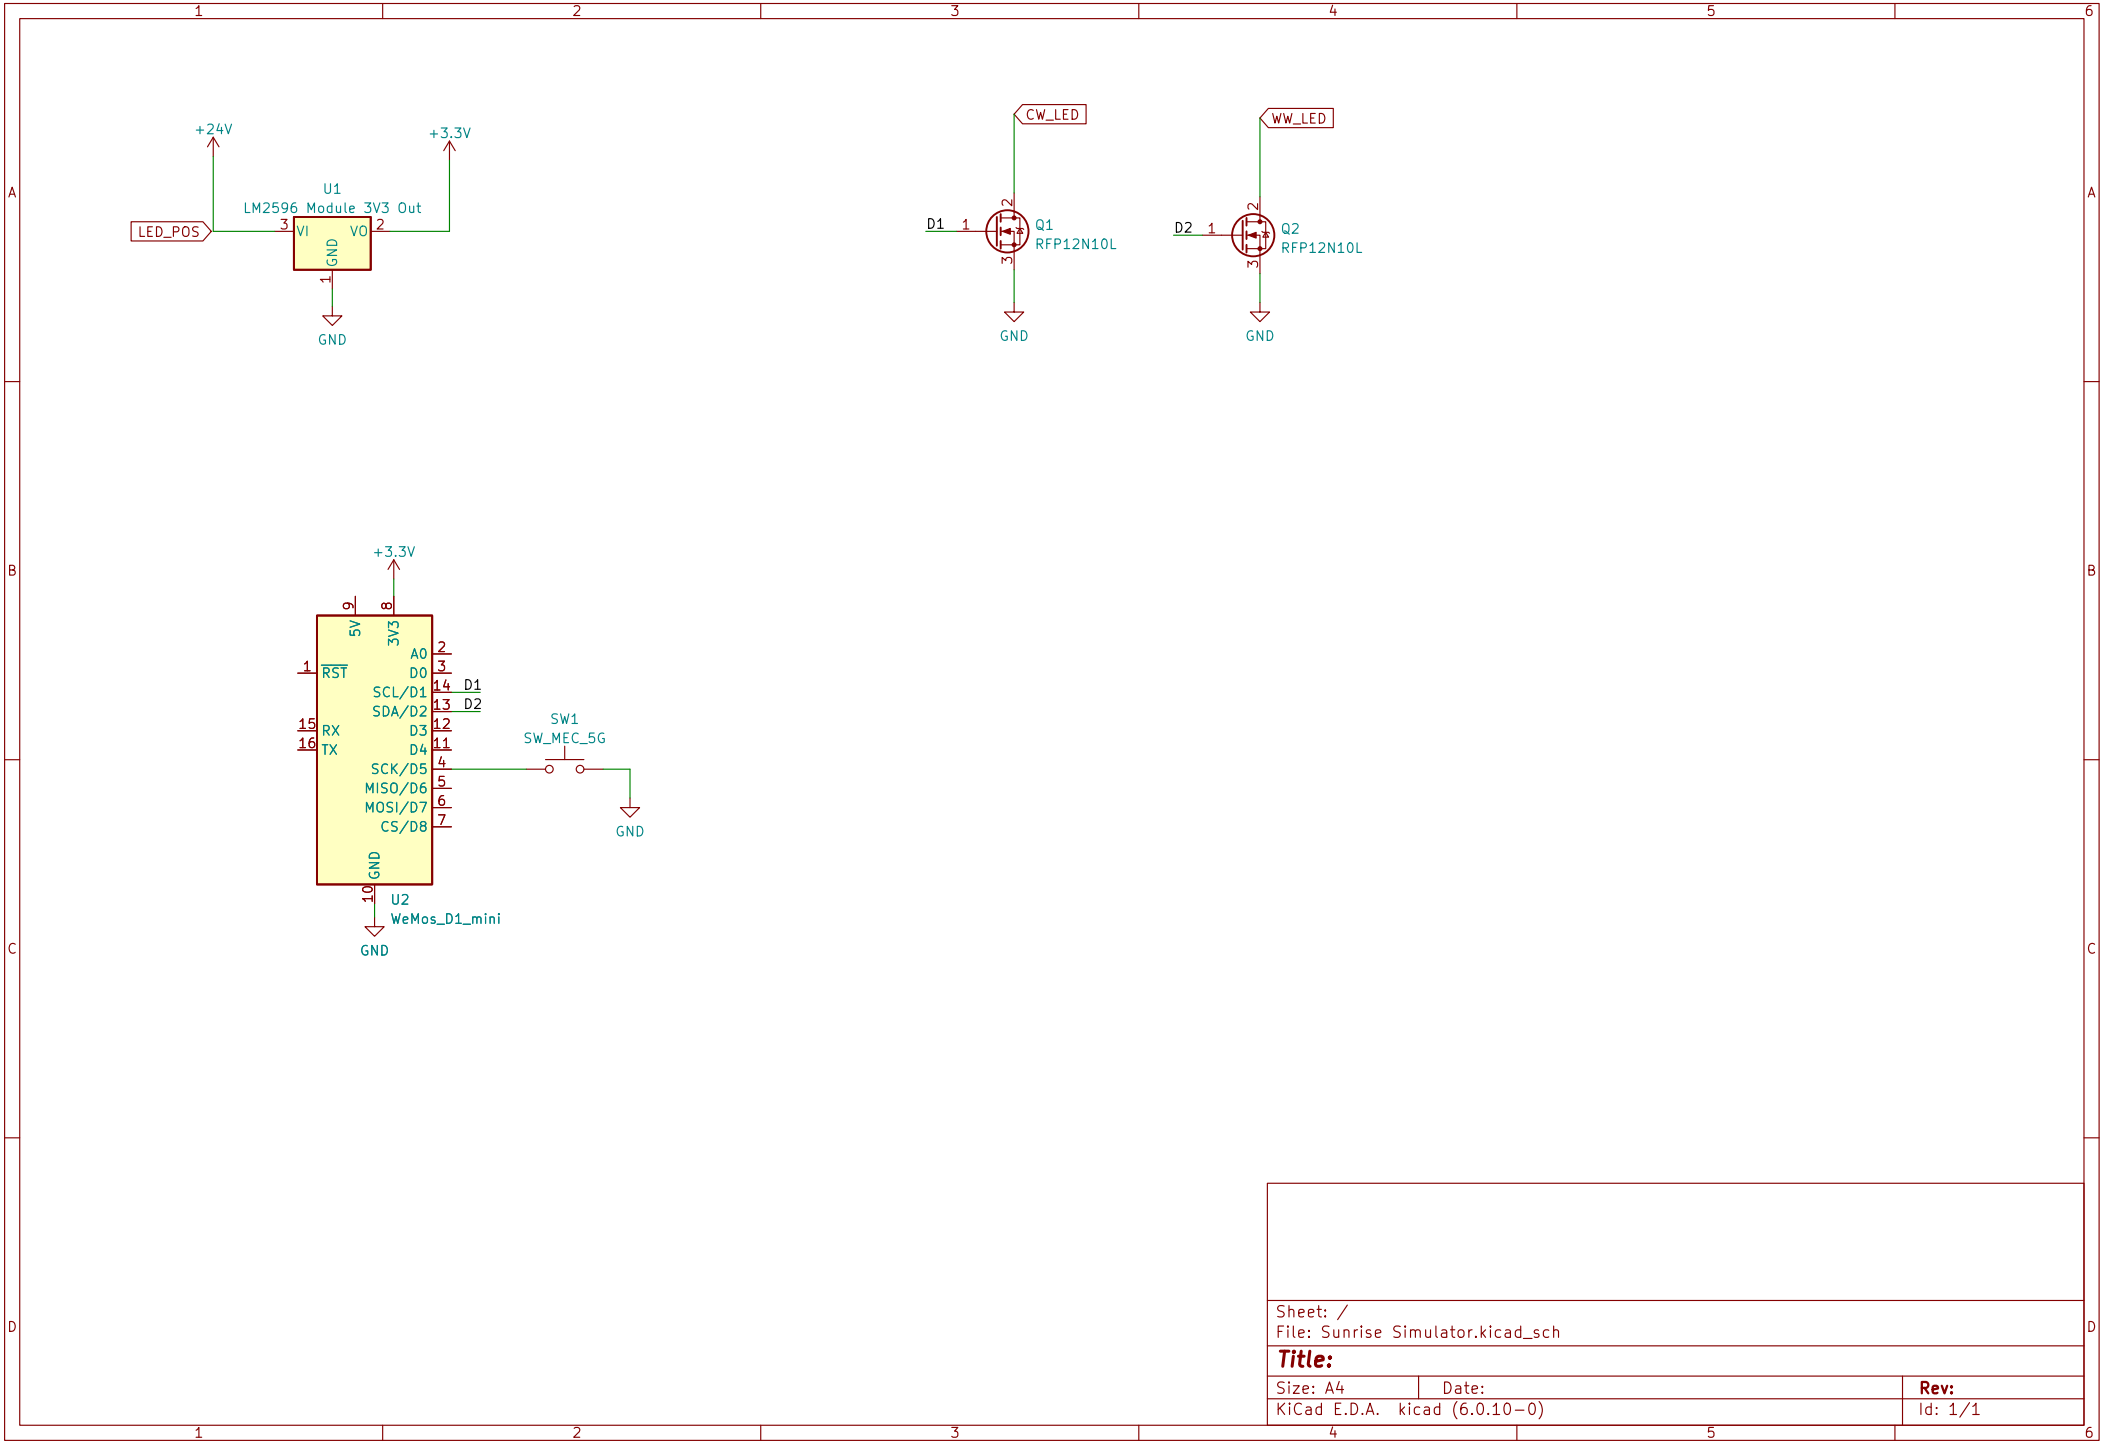 1 2 3 4 5 6
A A
B B
C C
D D
+24V
+3.3V
U1
LM2596 Module 3V3 Out
LED_POS
3 VI VO 2
GND
1
GND
CW_LED
2
D1 1
Q1
RFP12N10L
3
GND
WW_LED
2
D2 1
Q2
RFP12N10L
3
GND
+3.3V
9 8
5V 3V3
A0 2
1 RST D0 3
SCL/D1 14 D1
SDA/D2 13 D2
15 RX D3 12
16 TX D4 11
SCK/D5 4
MISO/D6 5
MOSI/D7 6
CS/D8 7
SW1
SW_MEC_5G
GND
GND
10
U2
WeMos_D1_mini
GND
Sheet: /
File: Sunrise Simulator.kicad_sch
Title:
Size: A4 Date: Rev:
KiCad E.D.A. kicad (6.0.10-0) Id: 1/1
1 2 3 4 5 6